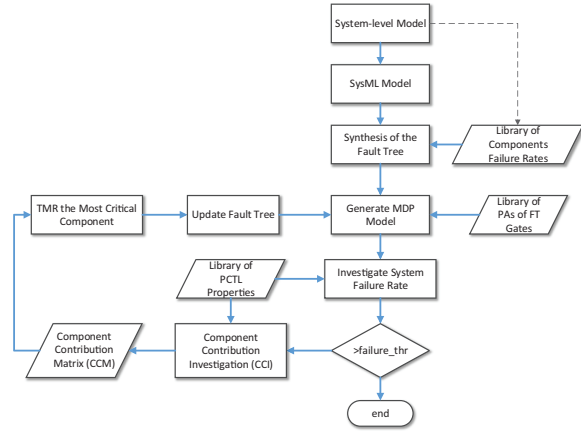 System-level Model
SysML Model
Synthesis of the
Fault Tree
Library of
Components
Failure Rates
TMR the Most Critical
Component
Update Fault Tree
Generate MDP
Model
Library of
PAs of FT
Gates
Library of
PCTL
Properties
Investigate System
Failure Rate
Component
Contribution
Matrix (CCM)
Component
Contribution
Investigation (CCI)
>failure_thr
end